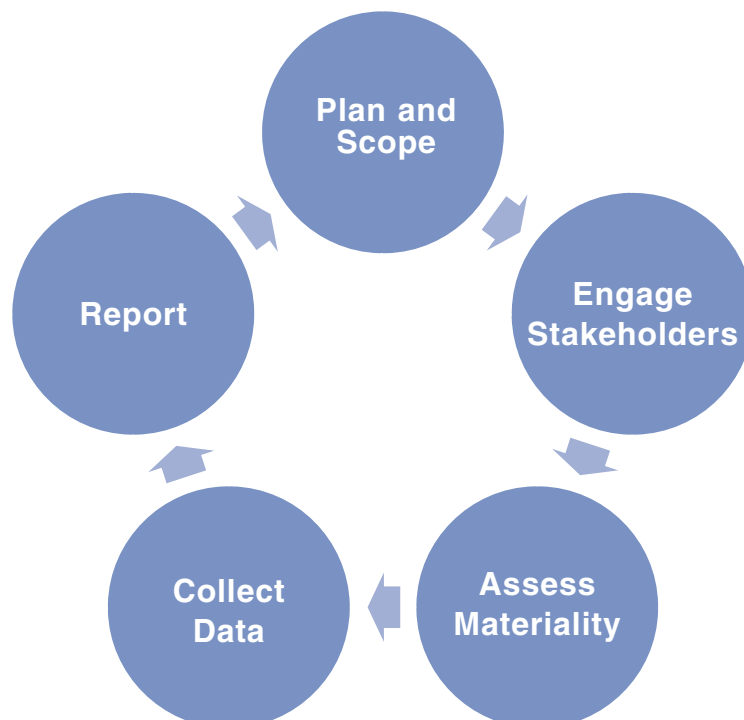 Plan and
Scope
Engage
Stakeholders
Assess
Materiality
Collect
Data
Report